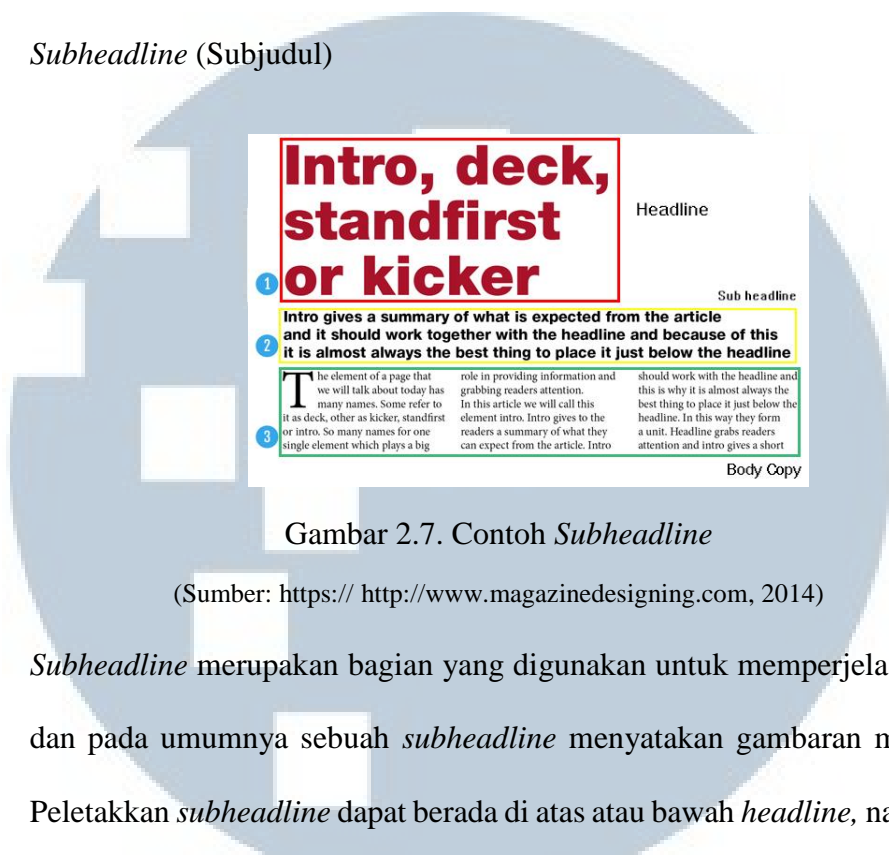 Subheadline (Subjudul)
Intro, deck,
standfirst
or kicker
Headline
1
Sub headline
Intro gives a summary of what is expected from the article
and it should work together with the headline and because of this
it is almost always the best thing to place it just below the headline
2
The element of a page that
we will talk about today has
many names. Some refer to
it as deck, other as kicker, standfirst
or intro. So many names for one
single element which plays a big
role in providing information and
grabbing readers attention.
In this article we will call this
element intro. Intro gives to the
readers a summary of what they
can expect from the article. Intro
should work with the headline and
this is why it is almost always the
best thing to place it just below the
headline. In this way they form
a unit. Headline grabs readers
attention and intro gives a short
3
Body Copy
Gambar 2.7. Contoh Subheadline
(Sumber: https:// http://www.magazinedesigning.com, 2014)
Subheadline merupakan bagian yang digunakan untuk memperjela
dan pada umumnya sebuah subheadline menyatakan gambaran m
Peletakkan subheadline dapat berada di atas atau bawah headline, na